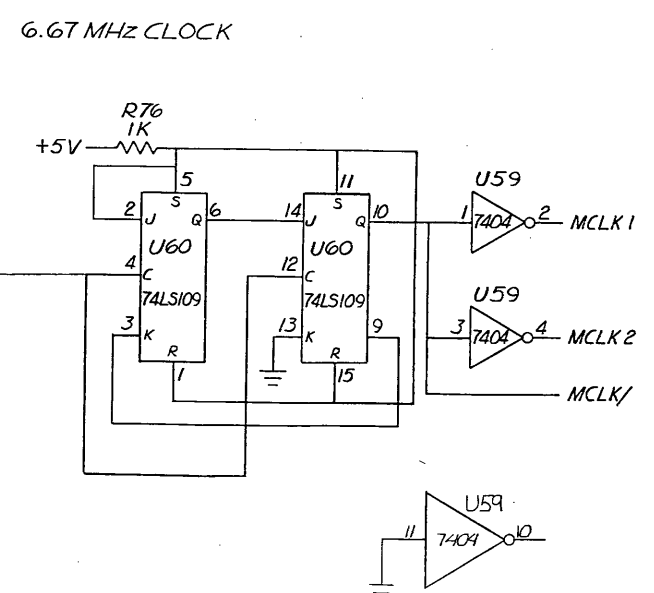 6.67 MHz CLOCK
R76
1K
+5V
5
11
U59
S
S
2
J
Q
6
14
J
Q
10
1
7404
2
MCLK 1
U60
U60
4
C
12
C
74LS109
74LS109
U59
3
K
13
K
9
3
7404
4
MCLK 2
R
R
1
15
MCLK/
U59
11
7404
10